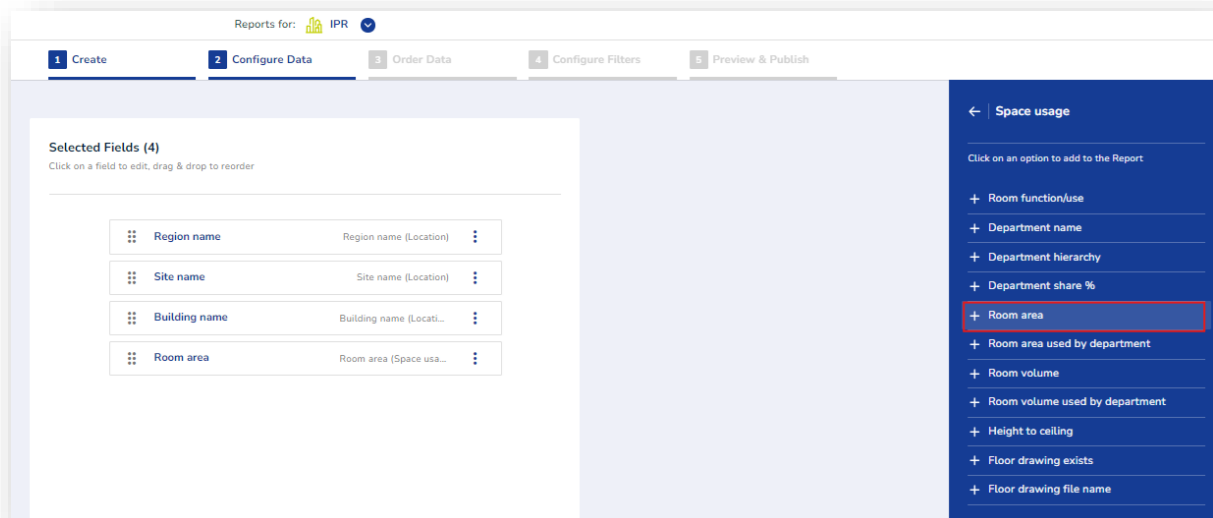 Reports for: IPR
1 Create
2 Configure Data
3 Order Data
4 Configure Filters
5 Preview & Publish
Selected Fields (4)
Click on a field to edit, drag & drop to reorder
Region name Region name (Location)
Site name Site name (Location)
Building name Building name (Locati...
Room area Room area (Space usa...
Space usage
Click on an option to add to the Report
+ Room function/use
+ Department name
+ Department hierarchy
+ Department share %
+ Room area
+ Room area used by department
+ Room volume
+ Room volume used by department
+ Height to ceiling
+ Floor drawing exists
+ Floor drawing file name